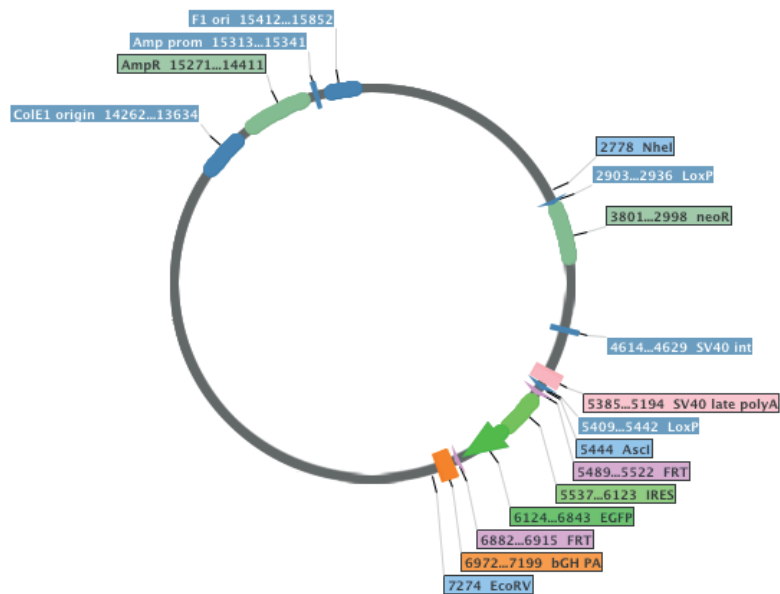 F1 ori 15412...15852
Amp prom 15313...15341
AmpR 15271...14411
ColE1 origin 14262...13634
2778 NheI
2903...2936 LoxP
3801...2998 neoR
4614...4629 SV40 int
5385...5194 SV40 late polyA
5409...5442 LoxP
5444 AscI
5489...5522 FRT
5537...6123 IRES
6124...6843 EGFP
6882...6915 FRT
6972...7199 bGH PA
7274 EcoRV